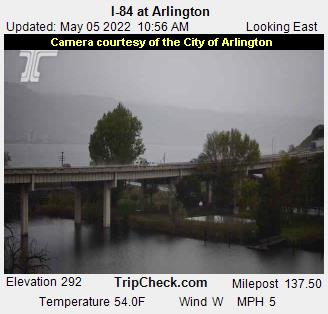 I-84 at Arlington
Updated: May 05 2022 10:56 AM Looking East
Camera courtesy of the City of Arlington
Elevation 292 TripCheck.com Milepost 137.50
Temperature 54.0F Wind W MPH 5